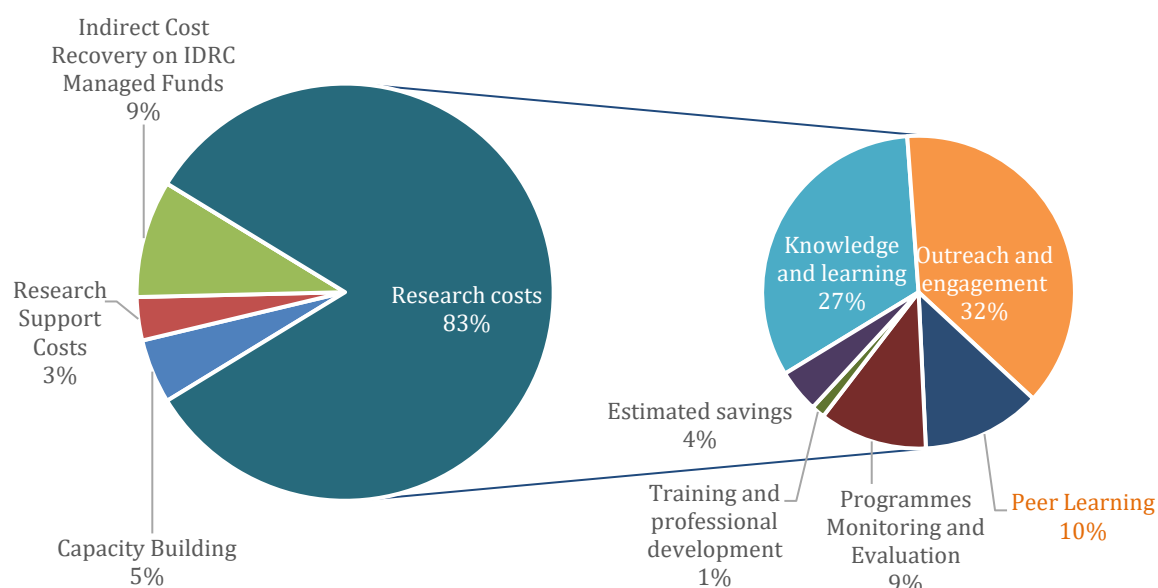 Indirect Cost
Recovery on IDRC
Managed Funds
9%
Research costs
83%
Research
Support
Costs
3%
Capacity Building
5%
Knowledge
and learning
27%
Outreach and
engagement
32%
Estimated savings
4%
Training and
professional
development
1%
Programmes
Monitoring and
Evaluation
9%
Peer Learning
10%